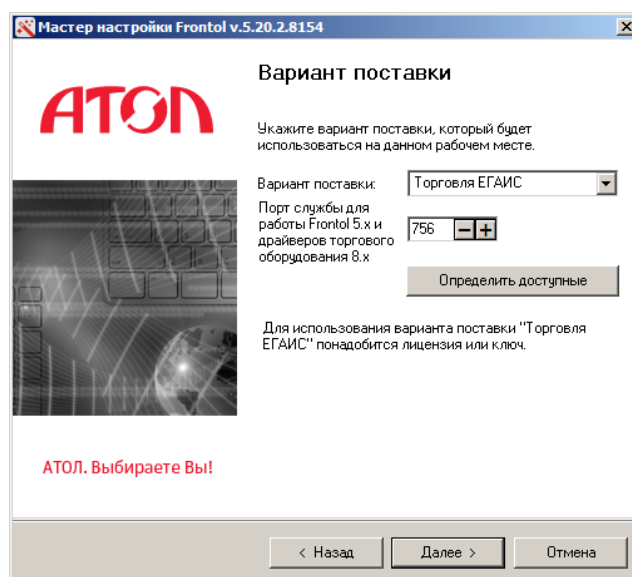 Мастер настройки Frontol v.5.20.2.8154
АТОЛ
Вариант поставки
Укажите вариант поставки, который будет
использоваться на данном рабочем месте.
Вариант поставки: Торговля ЕГАИС
Порт службы для
работы Frontol 5.x и
драйверов торгового
оборудования 8.x
756
Определить доступные
Для использования варианта поставки "Торговля
ЕГАИС" понадобится лицензия или ключ.
АТОЛ. Выбираете Вы!
< Назад Далее > Отмена